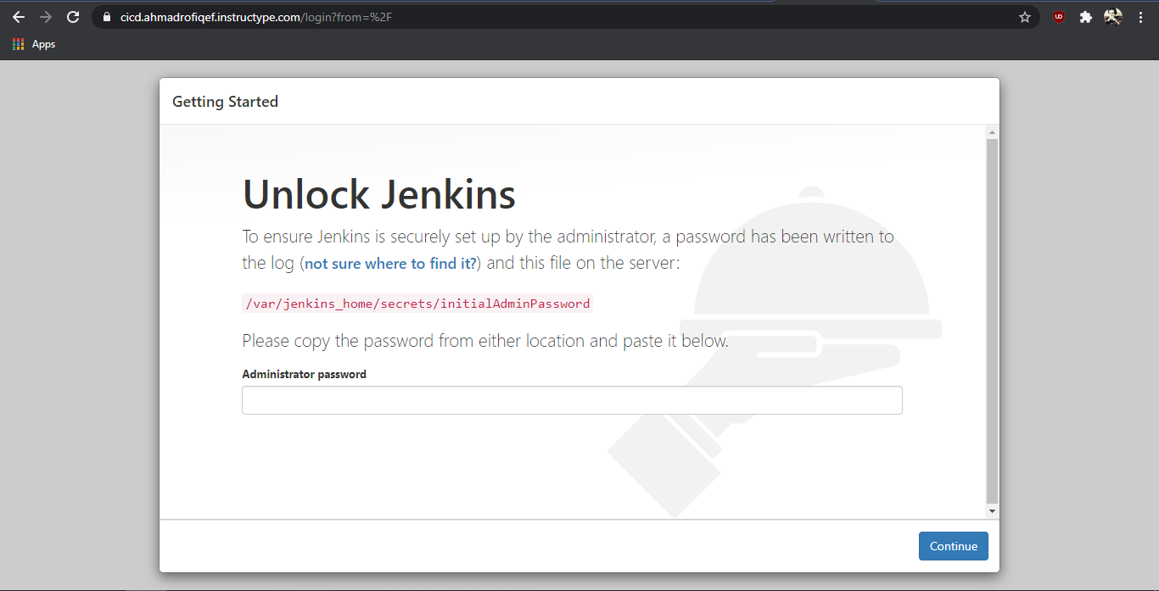 cicd.ahmadrofiqef.instructype.com/login?from=%2F
Apps
Getting Started
Unlock Jenkins
To ensure Jenkins is securely set up by the administrator, a password has been written to
the log (not sure where to find it?) and this file on the server:
/var/jenkins_home/secrets/initialAdminPassword
Please copy the password from either location and paste it below.
Administrator password
Continue